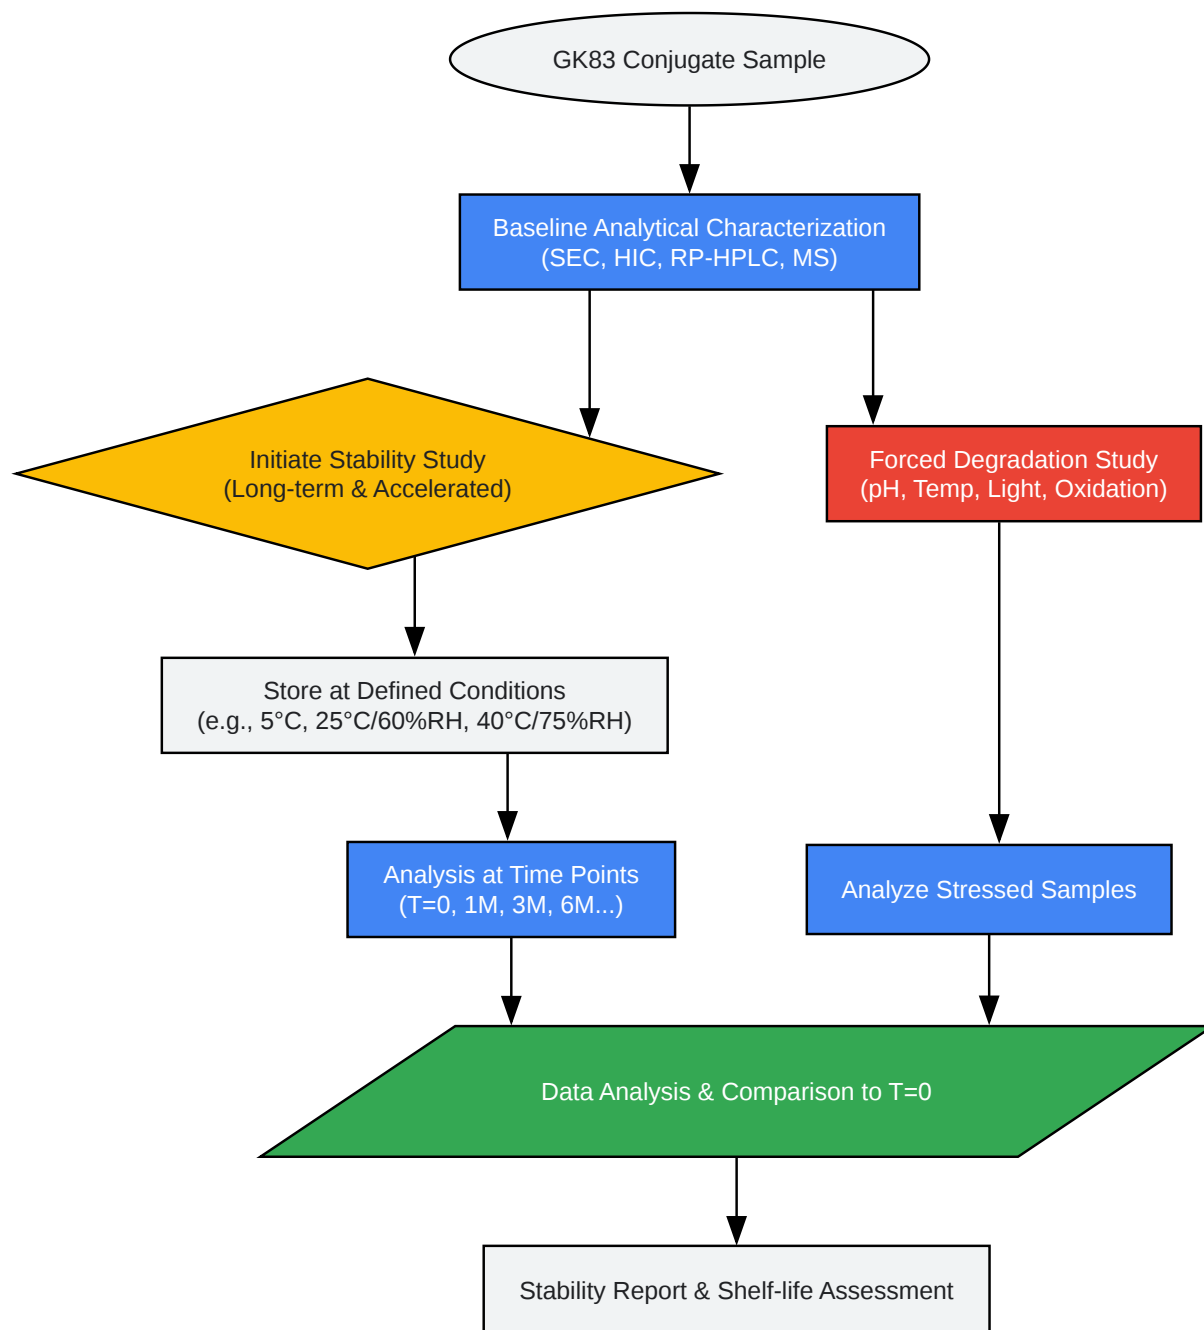 GK83 Conjugate Sample
Baseline Analytical Characterization
(SEC, HIC, RP-HPLC, MS)
Initiate Stability Study
(Long-term & Accelerated)
Forced Degradation Study
(pH, Temp, Light, Oxidation)
Store at Defined Conditions
(e.g., 5°C, 25°C/60%RH, 40°C/75%RH)
Analysis at Time Points
(T=0, 1M, 3M, 6M...)
Analyze Stressed Samples
Data Analysis & Comparison to T=0
Stability Report & Shelf-life Assessment